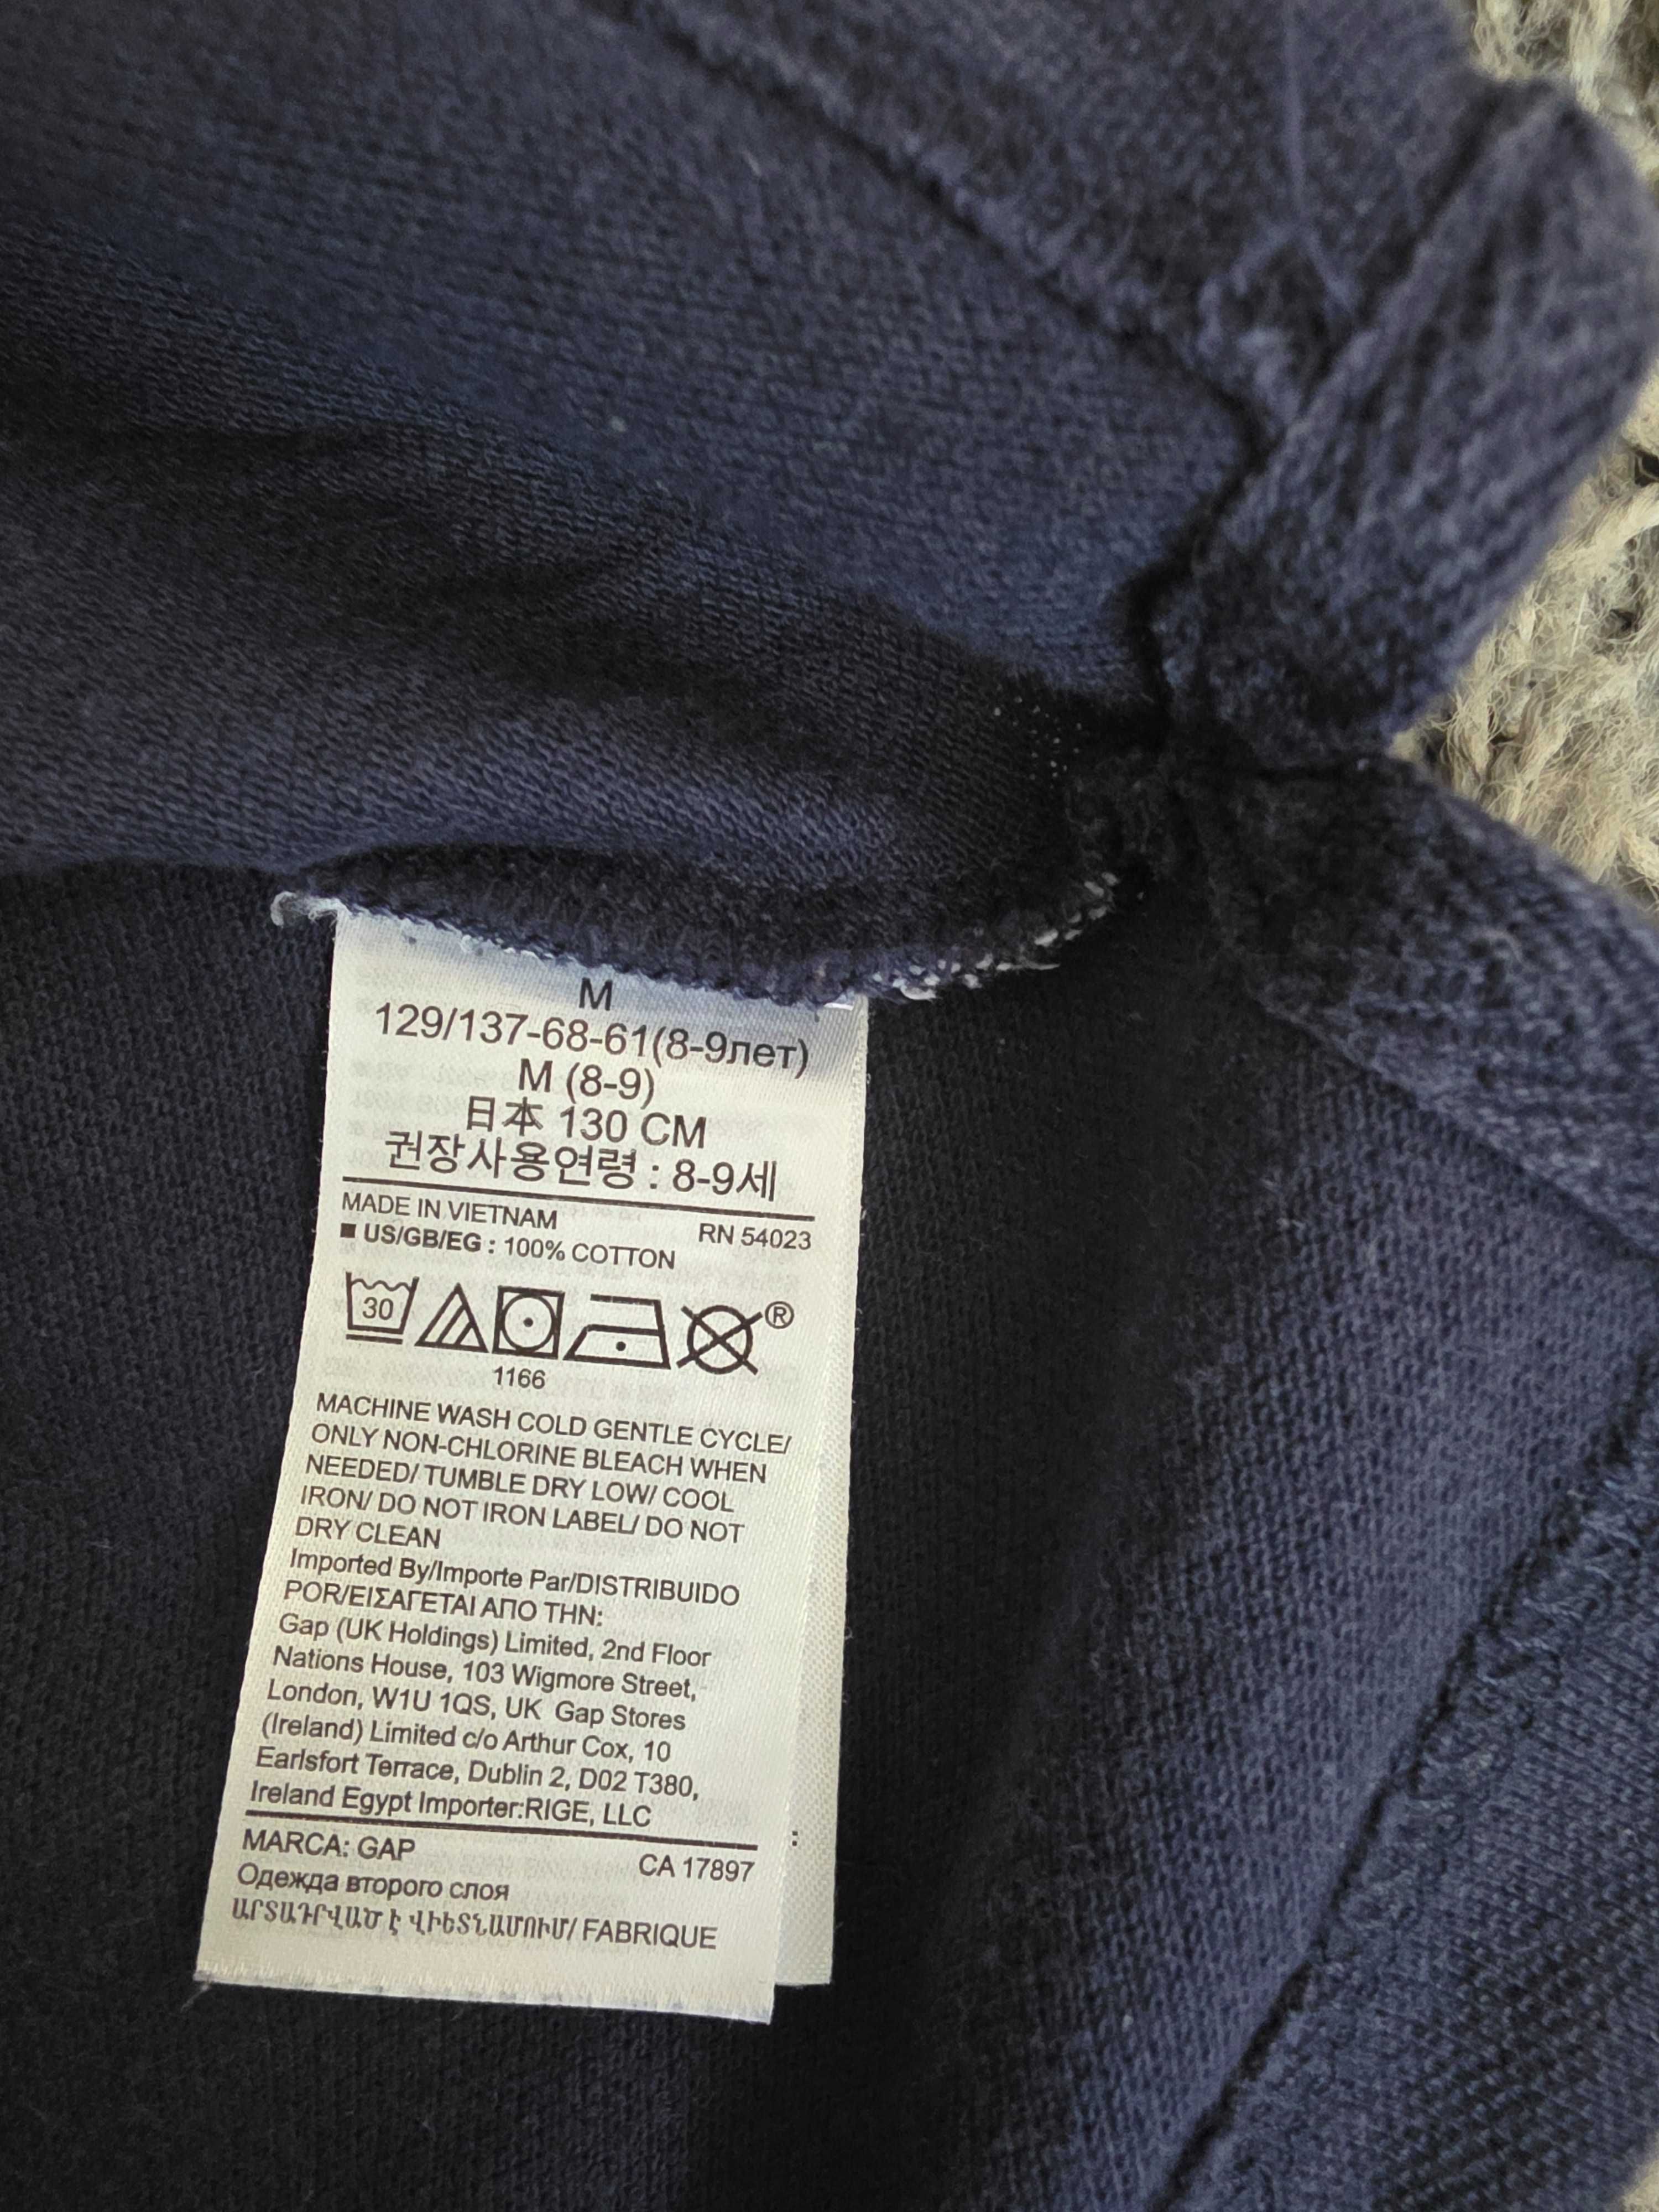 M
129/137-68-61(8-9лет)
M (8-9)
日本 130 CM
권장사용연령 : 8-9세
MADE IN VIETNAM RN 54023
■ US/GB/EG : 100% COTTON
30 ®
1166
MACHINE WASH COLD GENTLE CYCLE/
ONLY NON-CHLORINE BLEACH WHEN
NEEDED/ TUMBLE DRY LOW/ COOL
IRON/ DO NOT IRON LABEL/ DO NOT
DRY CLEAN
Imported By/Importe Par/DISTRIBUIDO
POR/ΕΙΣΑΓΕΤΑΙ ΑΠΟ ΤΗΝ:
Gap (UK Holdings) Limited, 2nd Floor
Nations House, 103 Wigmore Street,
London, W1U 1QS, UK Gap Stores
(Ireland) Limited c/o Arthur Cox, 10
Earlsfort Terrace, Dublin 2, D02 T380,
Ireland Egypt Importer:RIGE, LLC
MARCA: GAP CA 17897
Одежда второго слоя
ԱՐՏԱԴՐՎԱԾ Է ՎԻԵՏՆԱՄՈՒՄ/ FABRIQUE